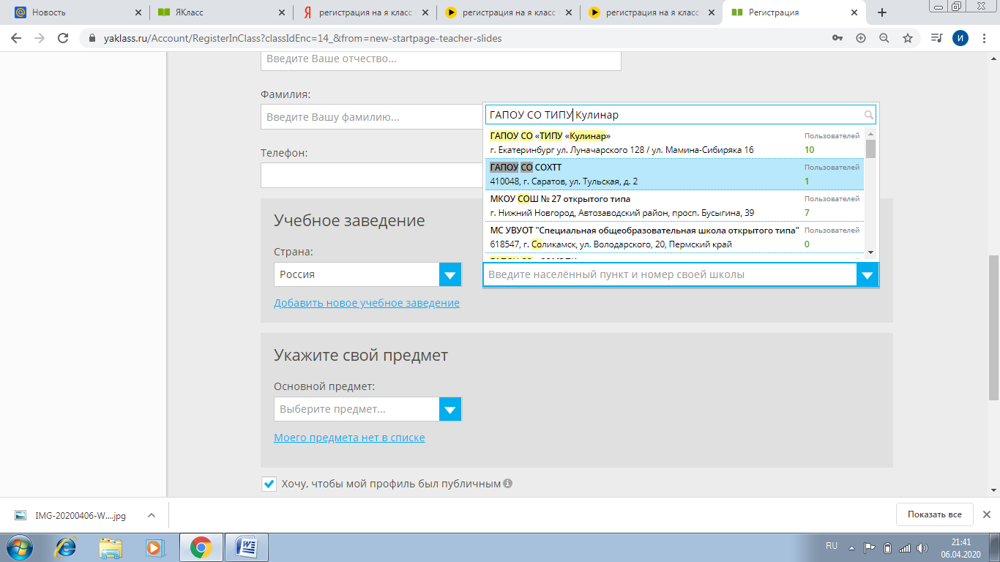 Новость
ЯКласс
регистрация на я класс
регистрация на я класс
регистрация на я класс
Регистрация
yaklass.ru/Account/RegisterInClass?classIdEnc=14_&from=new-startpage-teacher-slides
И
Введите Ваше отчество...
Фамилия:
Введите Вашу фамилию...
Телефон:
ГАПОУ СО ТИПУ Кулинар
ГАПОУ СО «ТИПУ «Кулинар» Пользователей
г. Екатеринбург ул. Луначарского 128 / ул. Мамина-Сибиряка 16 10
ГАПОУ СО СОХТТ Пользователей
410048, г. Саратов, ул. Тульская, д. 2 1
МКОУ СОШ № 27 открытого типа Пользователей
г. Нижний Новгород, Автозаводский район, просп. Бусыгина, 39 7
МС УВУОТ "Специальная общеобразовательная школа открытого типа" Пользователей
618547, г. Соликамск, ул. Володарского, 20, Пермский край 0
Учебное заведение
Страна:
Россия
Введите населённый пункт и номер своей школы
Добавить новое учебное заведение
Укажите свой предмет
Основной предмет:
Выберите предмет...
Моего предмета нет в списке
Хочу, чтобы мой профиль был публичным
IMG-20200406-W....jpg
Показать все
RU
21:41
06.04.2020